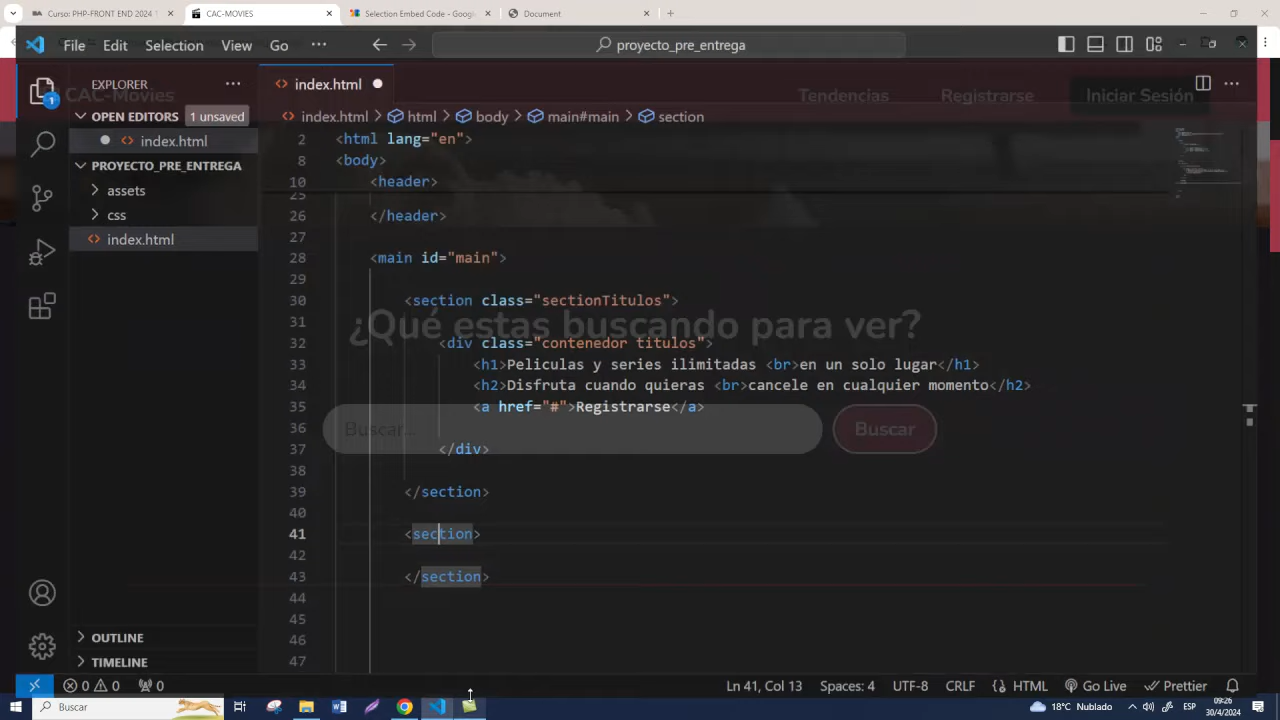 Curso: PHP-FRONT END 2024 1
CAC-MOVIES
Selection Embed Code - Google
Document
File Edit Selection View Go ...
proyecto_pre_entrega
EXPLORER
index.html
CAC-Movies
Tendencias
Registrarse
Iniciar Sesión
OPEN EDITORS
1 unsaved
index.html > html > body > main#main > section
index.html
PROYECTO_PRE_ENTREGA
assets
css
index.html
2 <html lang="en">
8 <body>
10 <header>
25
26 </header>
27
28 <main id="main">
29
30 <section class="sectionTitulos">
31
¿Qué estas buscando para ver?
32 <div class="contenedor titulos">
33 <h1>Peliculas y series ilimitadas <br>en un solo lugar</h1>
34 <h2>Disfruta cuando quieras <br>cancele en cualquier momento</h2>
35 <a href="#">Registrarse</a>
36
Buscar...
Buscar
37 </div>
38
39 </section>
40
41 <section>
42
43 </section>
44
45
46
47
OUTLINE
TIMELINE
0 0 0
Ln 41, Col 13
Spaces: 4
UTF-8
CRLF
HTML
Go Live
Prettier
Buscar
18°C Nublado
ESP
09:26
30/4/2024